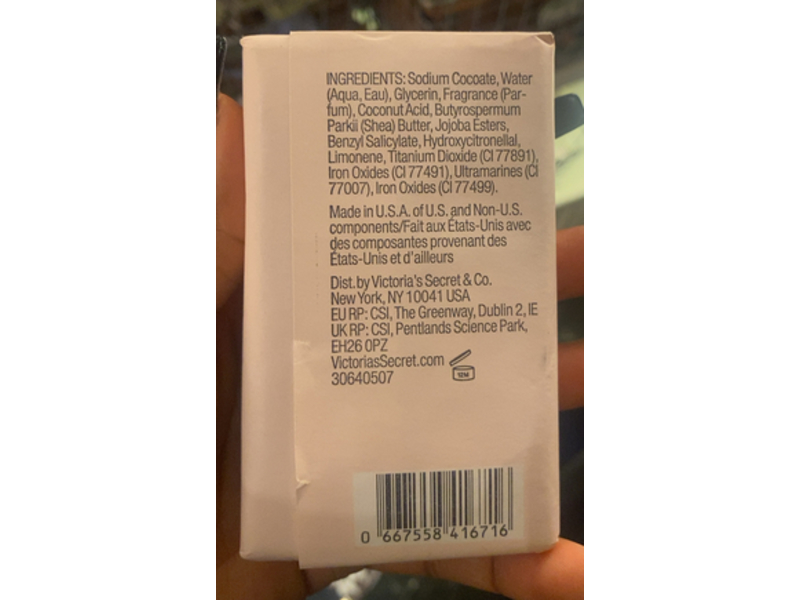 INGREDIENTS: Sodium Cocoate, Water
(Aqua, Eau), Glycerin, Fragrance (Par-
fum), Coconut Acid, Butyrospermum
Parkii (Shea) Butter, Jojoba Esters,
Benzyl Salicylate, Hydroxycitronellal,
Limonene, Titanium Dioxide (CI 77891),
Iron Oxides (CI 77491), Ultramarines (CI
77007), Iron Oxides (CI 77499).
Made in U.S.A. of U.S. and Non-U.S.
components/Fait aux États-Unis avec
des composantes provenant des
États-Unis et d'ailleurs
Dist. by Victoria's Secret & Co.
New York, NY 10041 USA
EU RP: CSI, The Greenway, Dublin 2, IE
UK RP: CSI, Pentlands Science Park,
EH26 0PZ
VictoriasSecret.com
12M
30640507
0 667558 416716